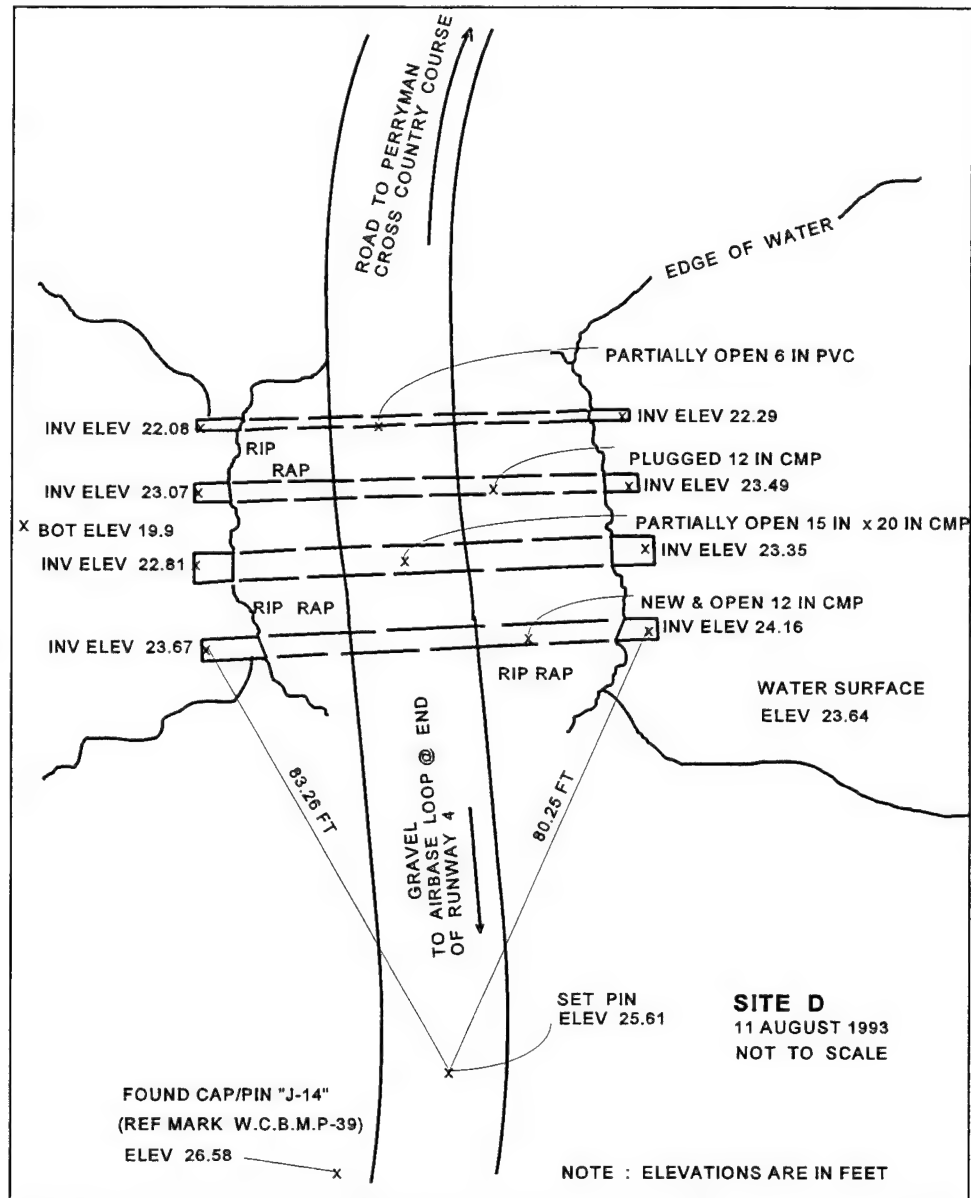 ROAD TO PERRYMAN
CROSS COUNTRY COURSE
EDGE OF WATER
PARTIALLY OPEN 6 IN PVC
INV ELEV 22.08
INV ELEV 22.29
RIP
RAP
PLUGGED 12 IN CMP
INV ELEV 23.07
INV ELEV 23.49
PARTIALLY OPEN 15 IN x 20 IN CMP
x BOT ELEV 19.9
INV ELEV 22.81
INV ELEV 23.35
RIP RAP
NEW & OPEN 12 IN CMP
INV ELEV 23.67
INV ELEV 24.16
RIP RAP
WATER SURFACE
ELEV 23.64
83.26 FT
80.25 FT
GRAVEL
TO AIRBASE LOOP @ END
OF RUNWAY 4
SET PIN
ELEV 25.61
SITE D
11 AUGUST 1993
NOT TO SCALE
FOUND CAP/PIN "J-14"
(REF MARK W.C.B.M.P-39)
ELEV 26.58
NOTE : ELEVATIONS ARE IN FEET